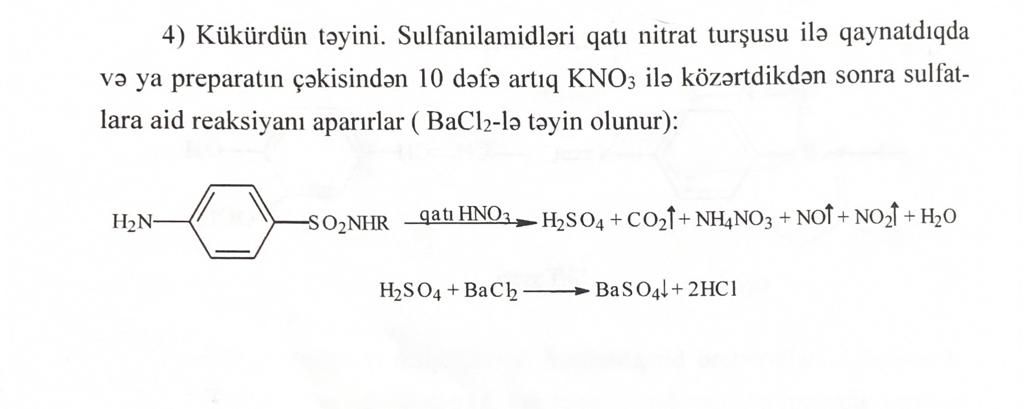 4) Kükürdün təyini. Sulfanilamidləri qatı nitrat turşusu ilə qaynatdıqda
və ya preparatın çəkisindən 10 dəfə artıq KNO₃ ilə közərtdikdən sonra sulfat-
lara aid reaksiyanı aparırlar ( BaCl₂-lə təyin olunur):
H₂N SO₂NHR qatı HNO₃ → H₂SO₄ + CO₂↑ + NH₄NO₃ + NO↑ + NO₂↑ + H₂O
H₂SO₄ + BaCl₂ → BaSO₄↓ + 2HCl